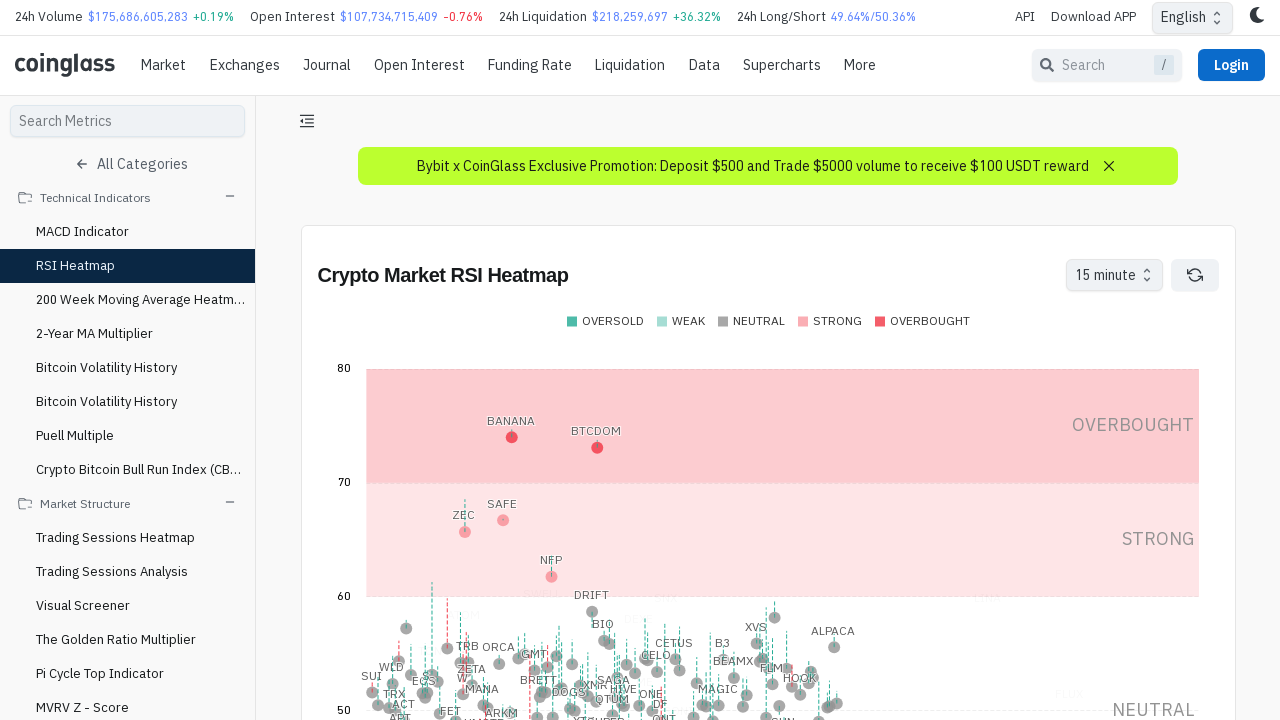 24h Volume $175,686,605,283 +0.19% Open Interest $107,734,715,409 -0.76% 24h Liquidation $218,259,697 +36.32% 24h Long/Short 49.64%/50.36% API Download APP English
coinglass Market Exchanges Journal Open Interest Funding Rate Liquidation Data Supercharts More Search / Login
Search Metrics
All Categories
Technical Indicators
MACD Indicator
RSI Heatmap
200 Week Moving Average Heatm...
2-Year MA Multiplier
Bitcoin Volatility History
Bitcoin Volatility History
Puell Multiple
Crypto Bitcoin Bull Run Index (CB...
Market Structure
Trading Sessions Heatmap
Trading Sessions Analysis
Visual Screener
The Golden Ratio Multiplier
Pi Cycle Top Indicator
MVRV Z - Score
Bybit x CoinGlass Exclusive Promotion: Deposit $500 and Trade $5000 volume to receive $100 USDT reward
Crypto Market RSI Heatmap 15 minute
OVERSOLD WEAK NEUTRAL STRONG OVERBOUGHT
80
BANANA
OVERBOUGHT
BTCDOM
70
SAFE
ZEC
STRONG
NFP
60
DRIFT
BIO
XVS
ALPACA
TRB ORCA
CETUS
B3
GMT
CELO
BEAMX
WLD
ZETA
FLM
SUI
EOS
BRETT
SAGA
HOOK
W
XMR
MANA
HIVE
MAGIC
TRX
DOGS
ONE
ACT
QTUM
50
FET
ARKM
NEUTRAL